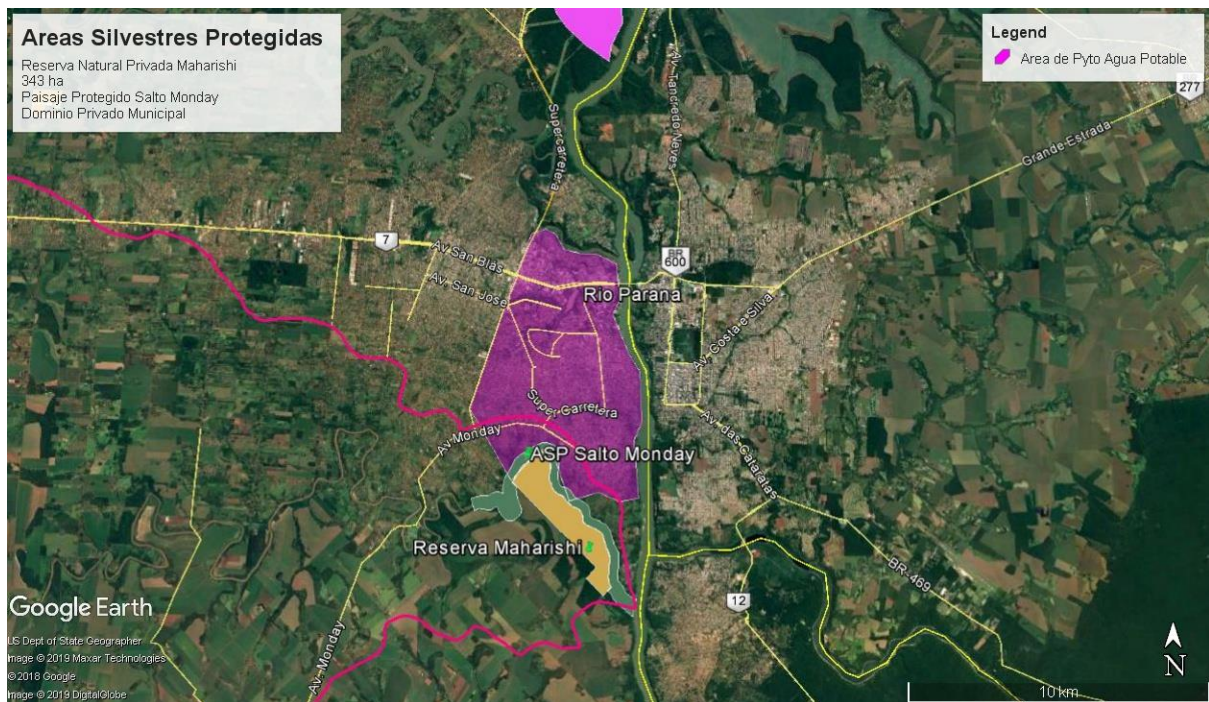 Areas Silvestres Protegidas
Reserva Natural Privada Maharishi
343 ha
Paisaje Protegido Salto Monday
Dominio Privado Municipal
Legend
Area de Pyto Agua Potable
BR
277
Grande Estrada
Av. Tancredo Neves
Supercarretera
7
Av San Blás
Av. San José
BR
600
Rio Parana
Av. Costa e Silva
Super Carretera
Av Monday
ASP Salto Monday
Av. das Cataratas
Reserva Maharishi
BR-469
12
Av. Monday
Google Earth
US Dept of State Geographer
Image © 2019 Maxar Technologies
© 2018 Google
Image © 2019 DigitalGlobe
N
10 km